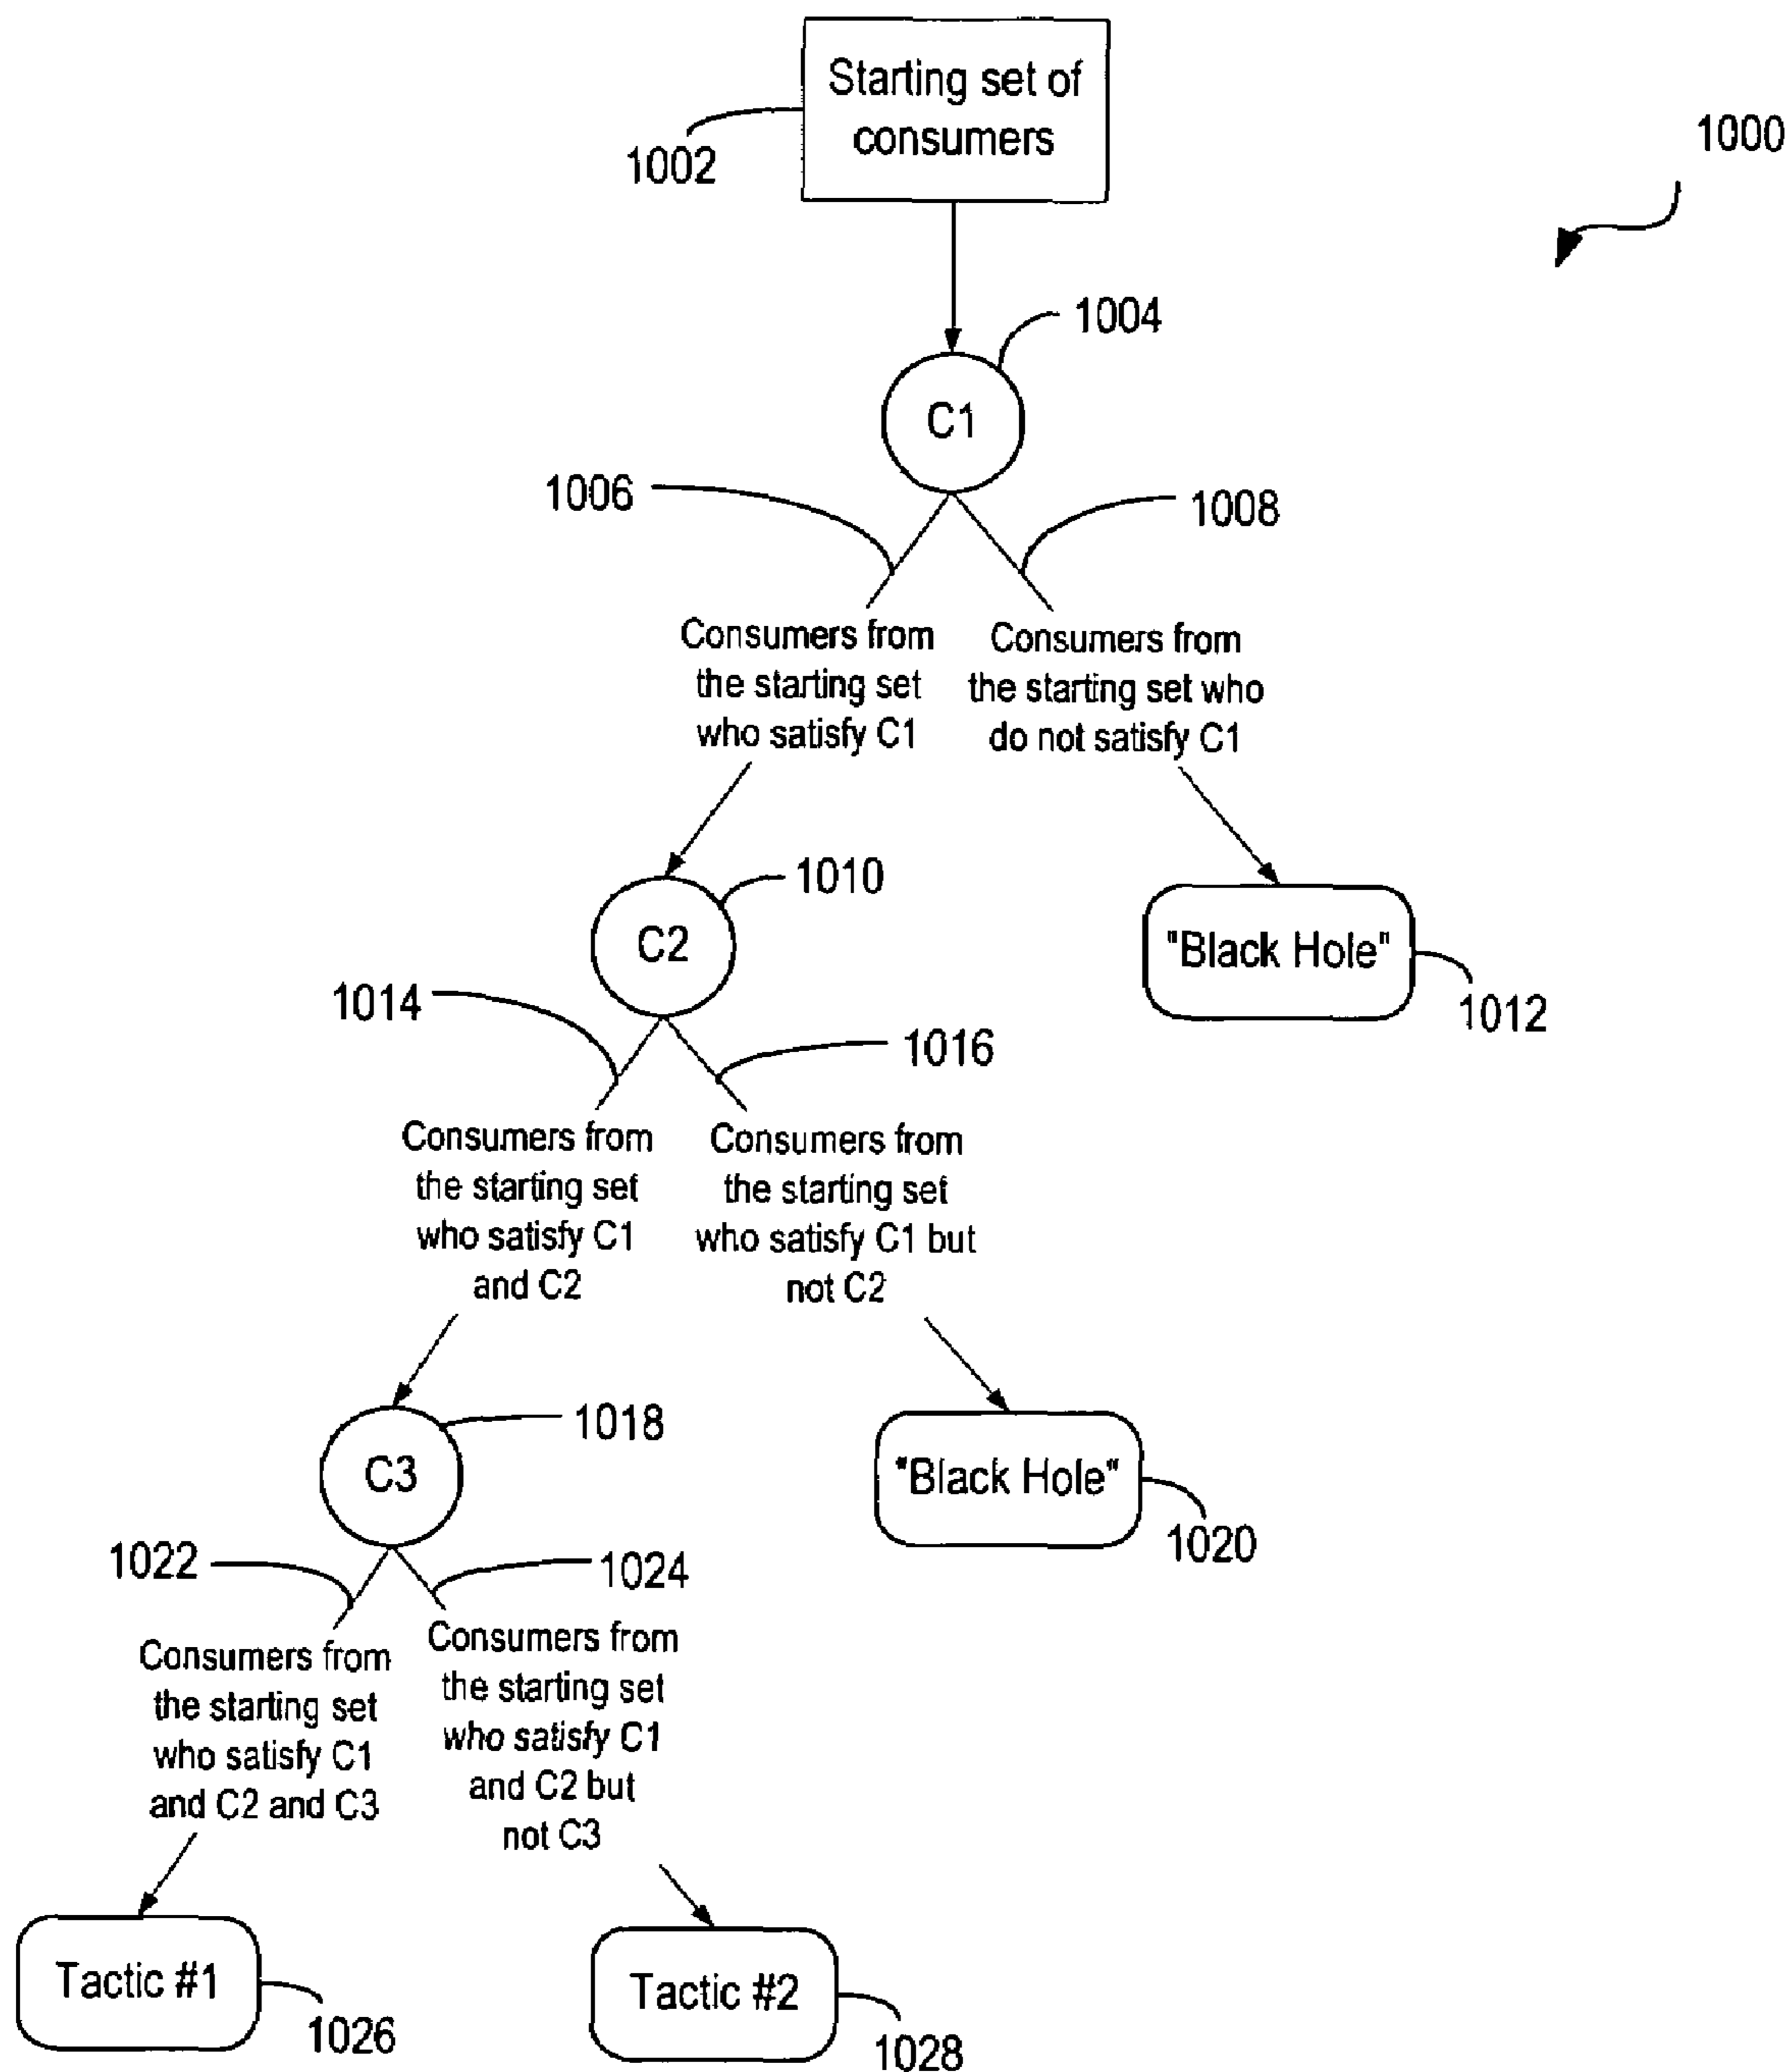 Starting set of
consumers
1002
1000
1004
C1
1006
1008
Consumers from
the starting set
who satisfy C1
Consumers from
the starting set who
do not satisfy C1
1010
C2
"Black Hole"
1012
1014
1016
Consumers from
the starting set
who satisfy C1
and C2
Consumers from
the starting set
who satisfy C1 but
not C2
1018
C3
"Black Hole"
1020
1022
1024
Consumers from
the starting set
who satisfy C1
and C2 and C3
Consumers from
the starting set
who satisfy C1
and C2 but
not C3
Tactic #1
1026
Tactic #2
1028